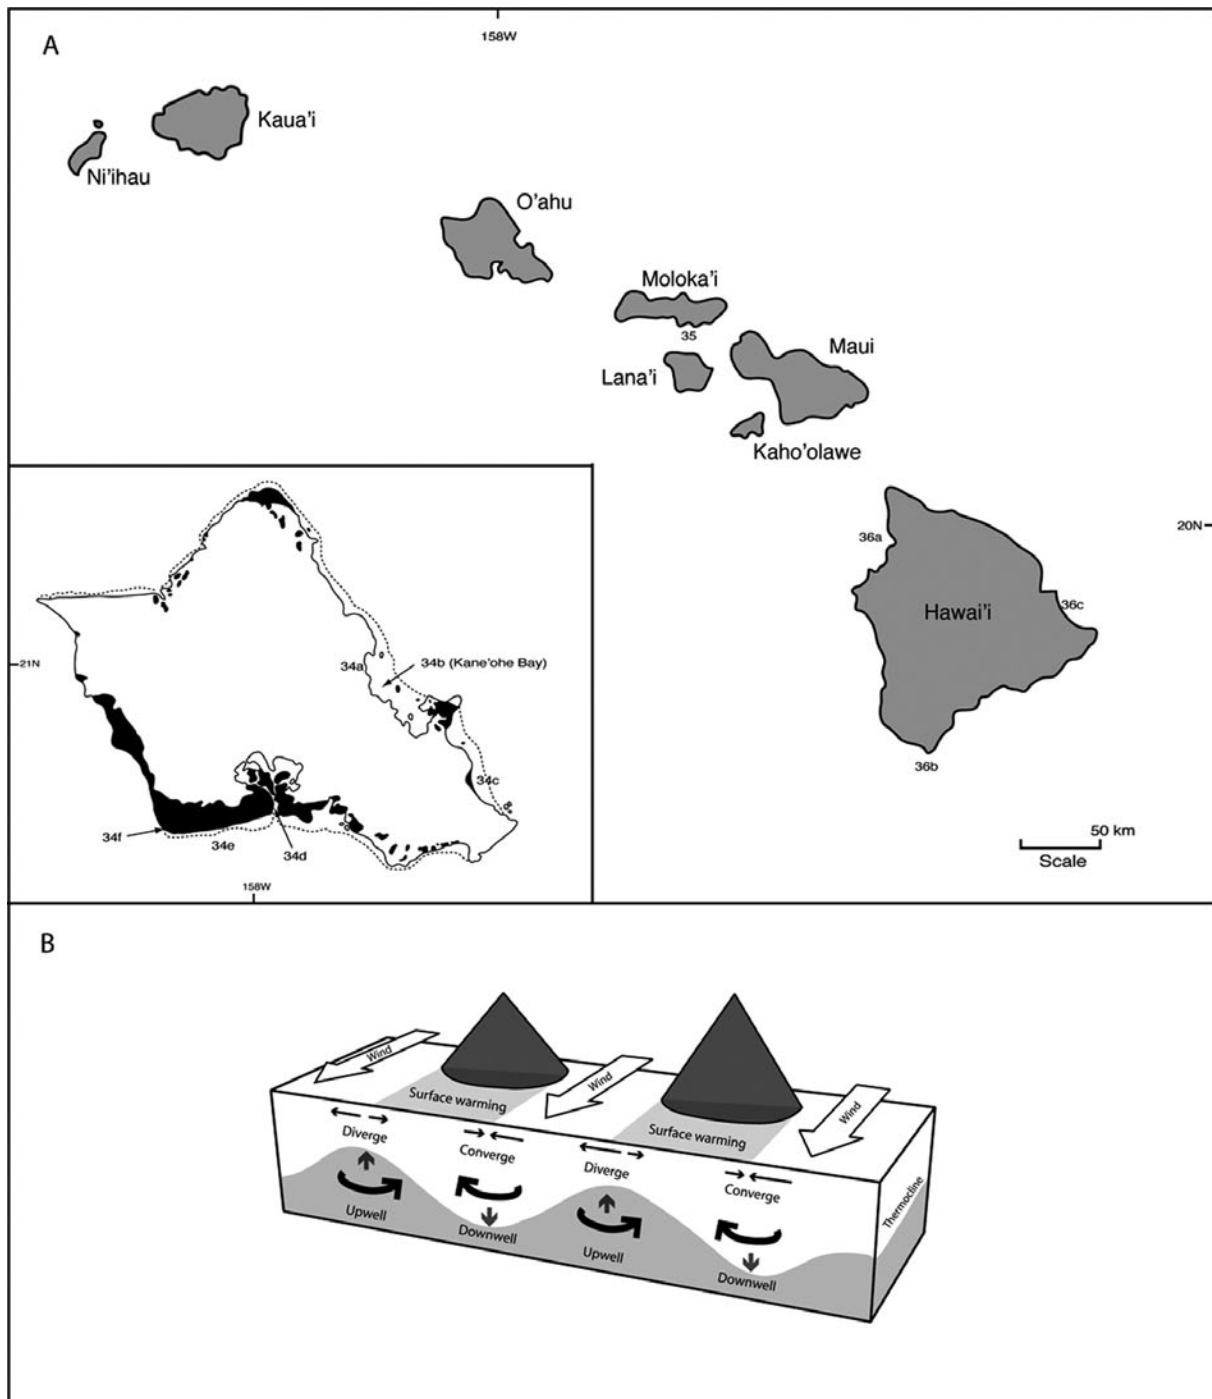 A
158W
Kaua'i
Ni'ihau
O'ahu
Moloka'i
35
Maui
Lana'i
Kaho'olawe
20N
36a
Hawai'i
36c
36b
50 km
Scale
21N
34a
34b (Kane'ohe Bay)
34c
34f
34e
34d
158W
B
Wind
Wind
Wind
Surface warming
Surface warming
Diverge
Converge
Diverge
Converge
Thermocline
Upwell
Downwell
Upwell
Downwell